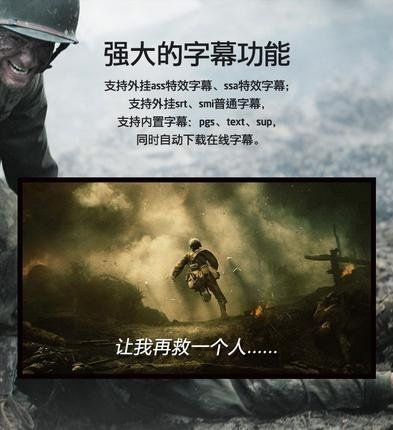 强大的字幕功能
支持外挂ass特效字幕、ssa特效字幕；
支持外挂srt、smi普通字幕，
支持内置字幕：pgs、text、sup，
同时自动下载在线字幕。
让我再救一个人……